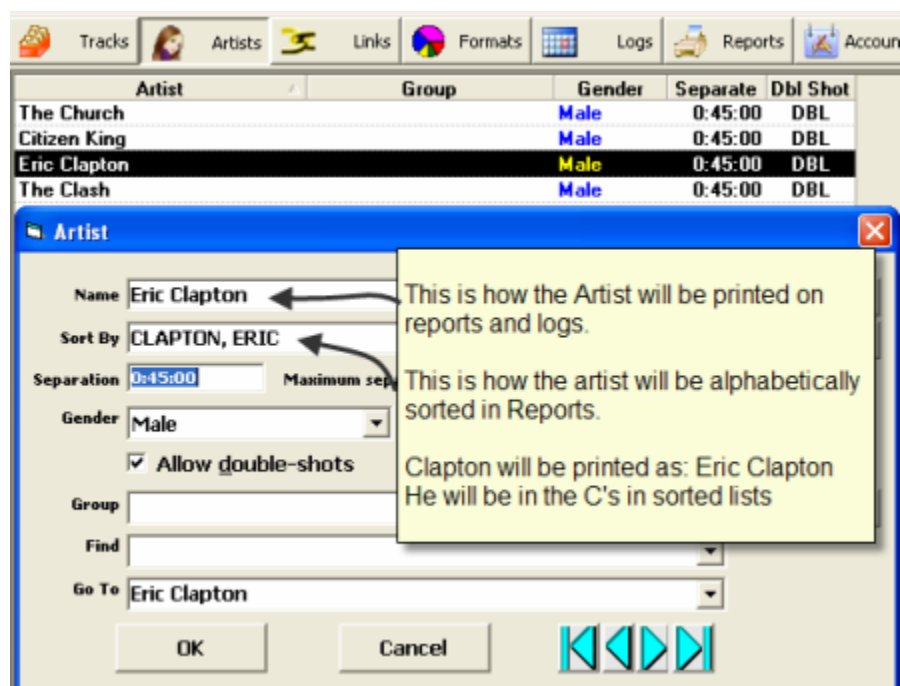 Tracks Artists Links Formats Logs Reports Accoun
Artist Group Gender Separate Dbl Shot
The Church Male 0:45:00 DBL
Citizen King Male 0:45:00 DBL
Eric Clapton Male 0:45:00 DBL
The Clash Male 0:45:00 DBL
Artist
Name Eric Clapton
Sort By CLAPTON, ERIC
Separation 0:45:00 Maximum sep
Gender Male
Allow double-shots
Group
Find
Go To Eric Clapton
OK Cancel
This is how the Artist will be printed on
reports and logs.
This is how the artist will be alphabetically
sorted in Reports.
Clapton will be printed as: Eric Clapton
He will be in the C's in sorted lists